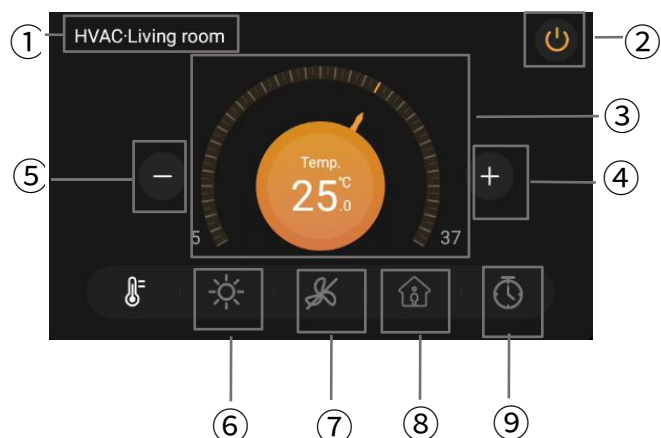 ① HVAC·Living room ②
③
Temp.
25.0℃
⑤ − + ④
5 37
⑥ ⑦ ⑧ ⑨